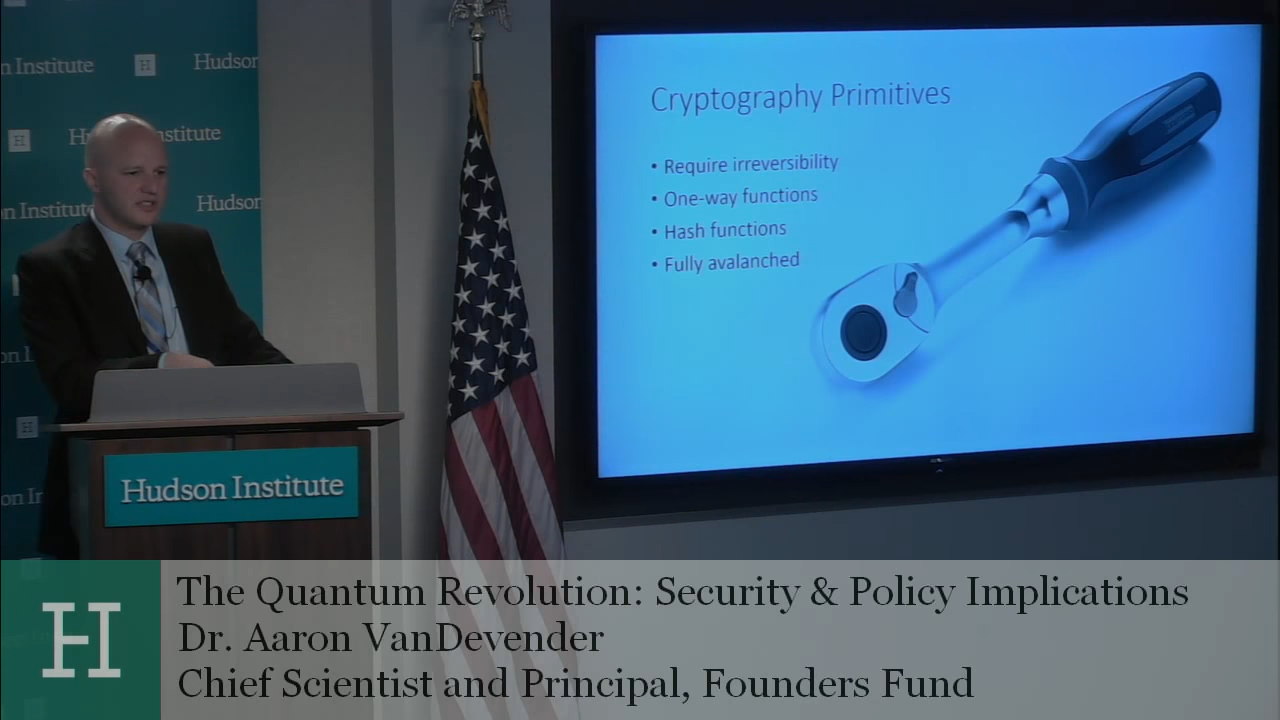 n Institute
H
Hudson
H
Hudson Institute
n Institute
Hudson
Cryptography Primitives
• Require irreversibility
• One-way functions
• Hash functions
• Fully avalanched
Hudson Institute
H
The Quantum Revolution: Security & Policy Implications
Dr. Aaron VanDevender
Chief Scientist and Principal, Founders Fund